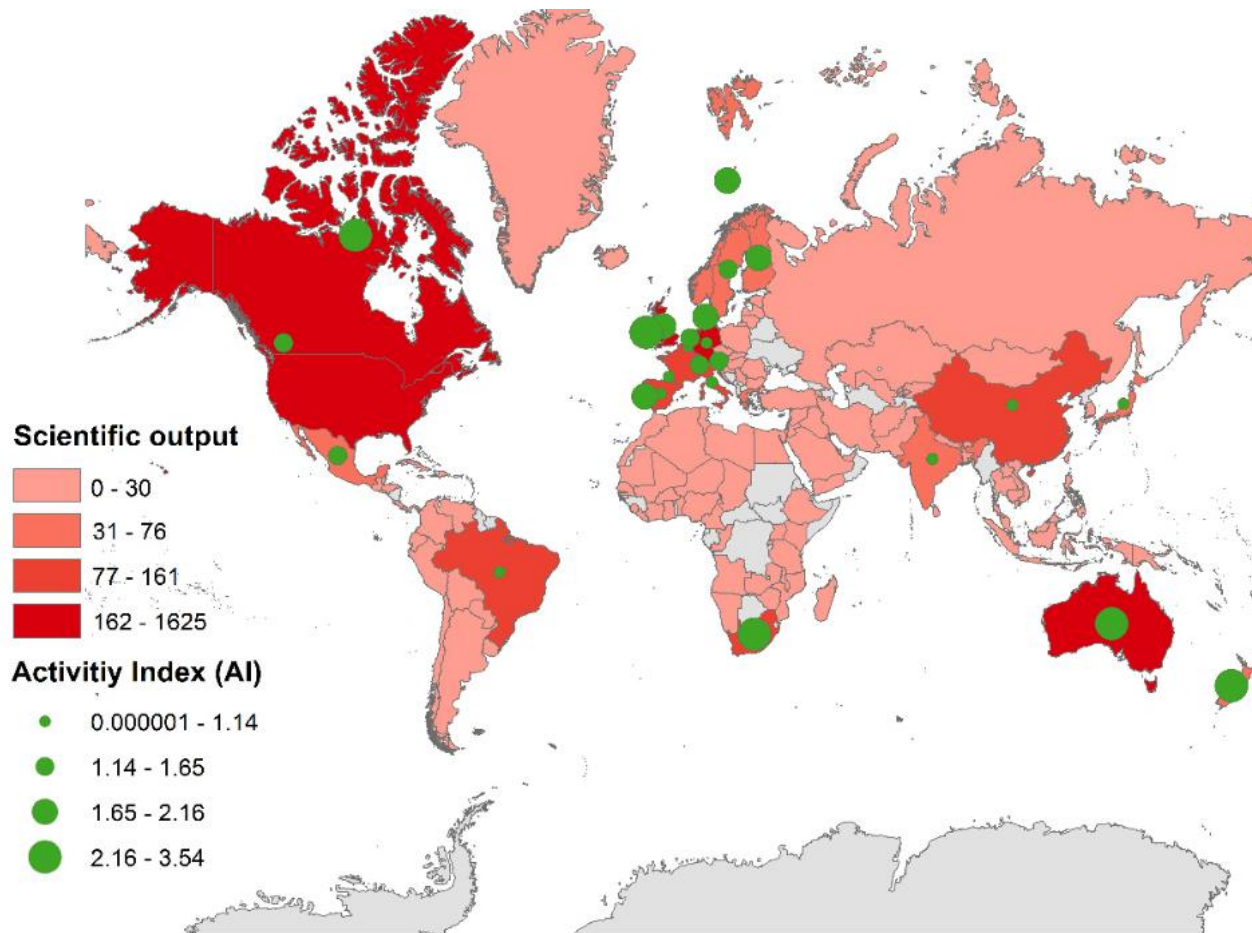 Scientific output
0 - 30
31 - 76
77 - 161
162 - 1625
Activitiy Index (AI)
0.000001 - 1.14
1.14 - 1.65
1.65 - 2.16
2.16 - 3.54